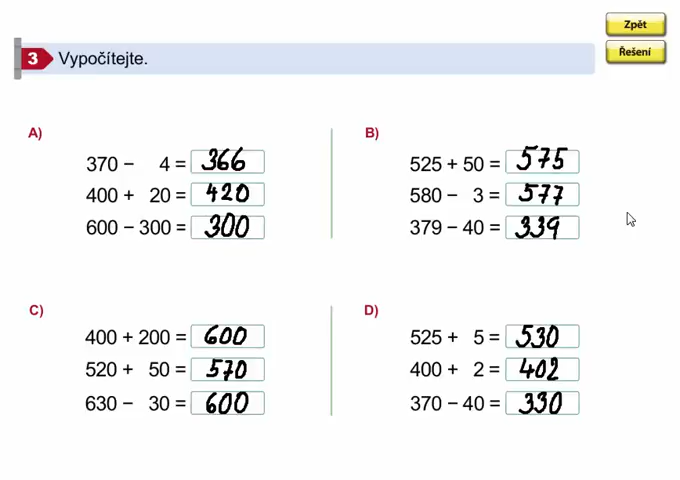 Zpět
3 Vypočítejte.
Řešení
A)
370 − 4 = 366
400 + 20 = 420
600 − 300 = 300
B)
525 + 50 = 575
580 − 3 = 577
379 − 40 = 339
C)
400 + 200 = 600
520 + 50 = 570
630 − 30 = 600
D)
525 + 5 = 530
400 + 2 = 402
370 − 40 = 330